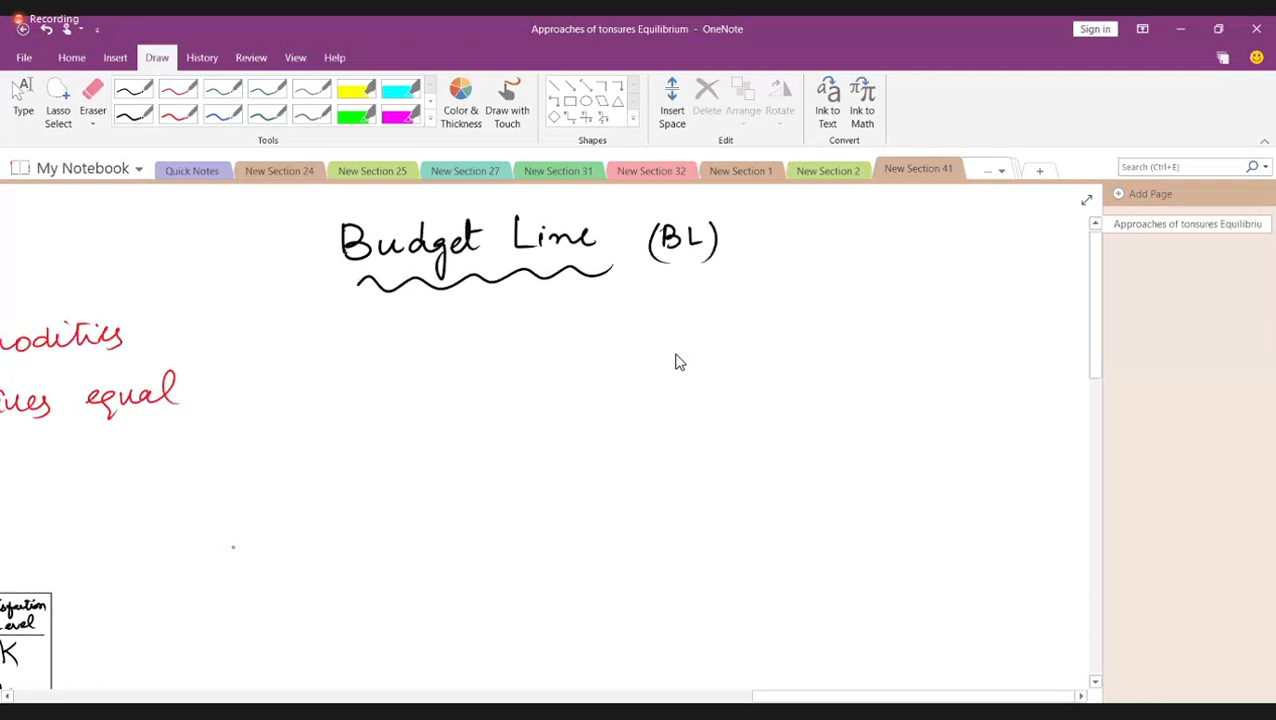 Recording
Approaches of tonsures Equilibrium - OneNote
Sign in
File Home Insert Draw History Review View Help
Type
Lasso Select
Eraser
Color & Thickness
Draw with Touch
Insert Space
Delete
Arrange
Rotate
Ink to Text
Ink to Math
Tools
Shapes
Edit
Convert
My Notebook
Quick Notes
New Section 24
New Section 25
New Section 27
New Section 31
New Section 32
New Section 1
New Section 2
New Section 41
Search (Ctrl+E)
Add Page
Approaches of tonsures Equilibriu
Budget Line (BL)
equal
K